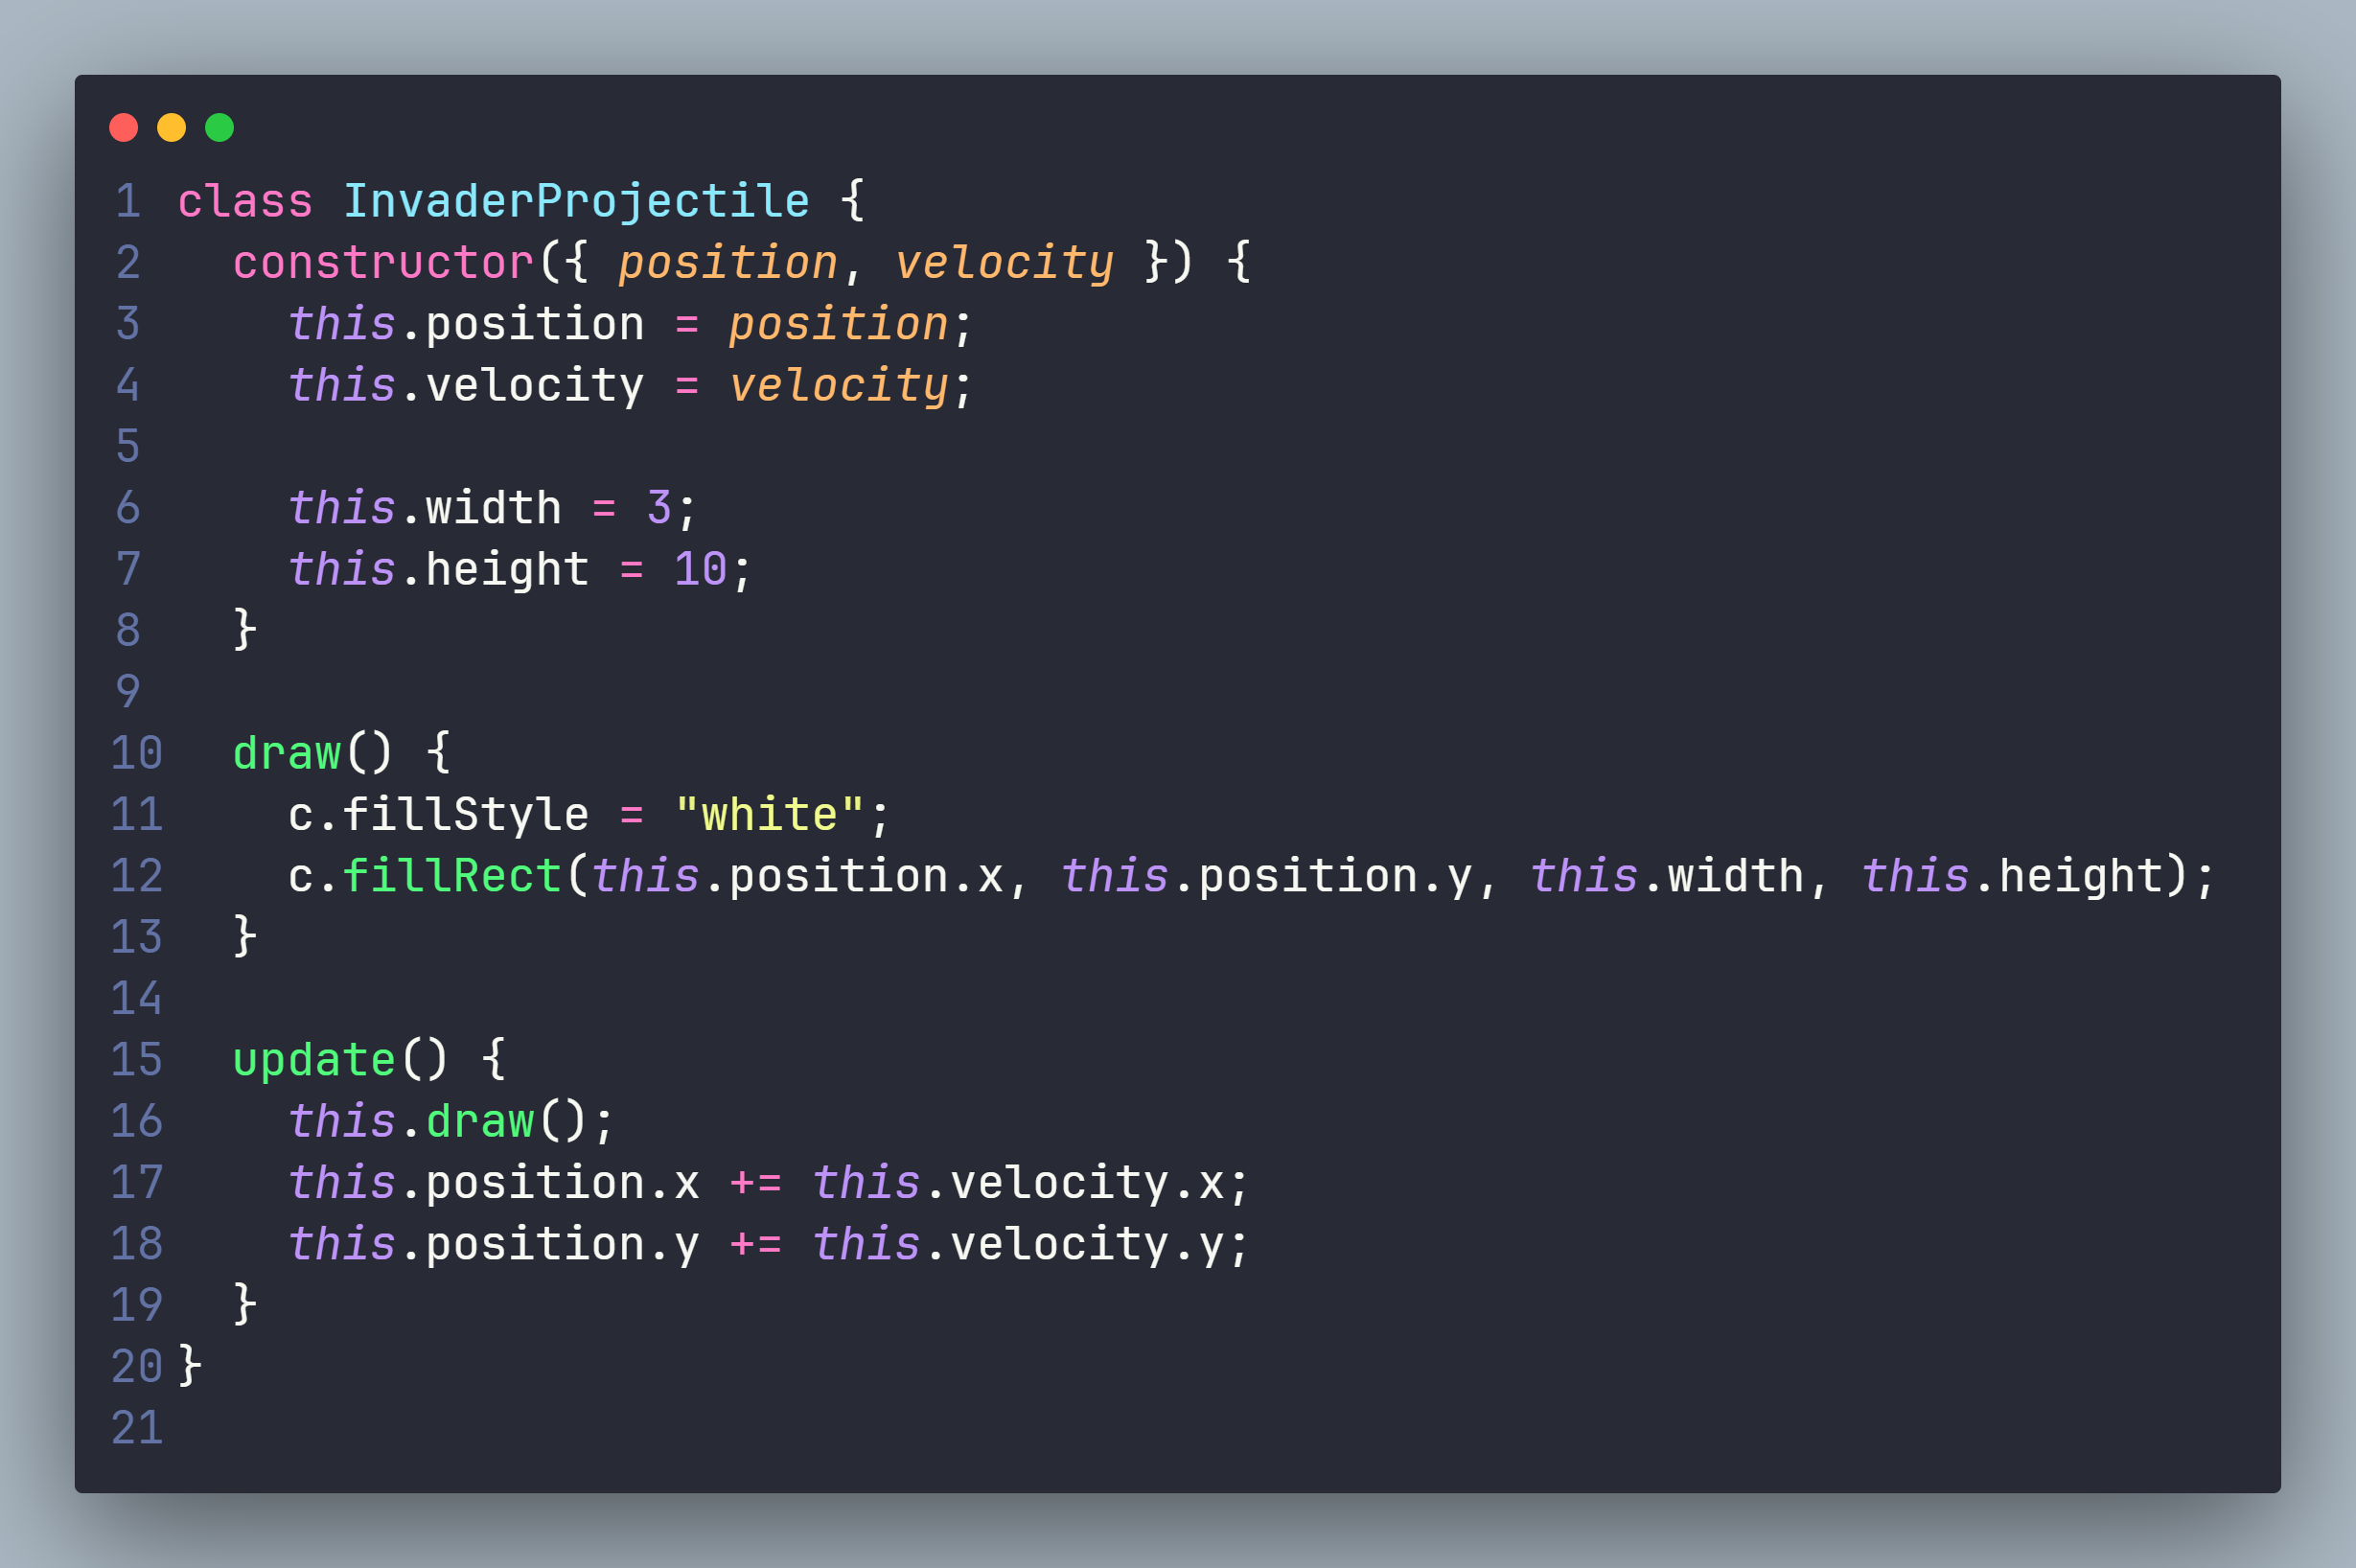 1 class InvaderProjectile {
2   constructor({ position, velocity }) {
3     this.position = position;
4     this.velocity = velocity;
5
6     this.width = 3;
7     this.height = 10;
8   }
9
10   draw() {
11     c.fillStyle = "white";
12     c.fillRect(this.position.x, this.position.y, this.width, this.height);
13   }
14
15   update() {
16     this.draw();
17     this.position.x += this.velocity.x;
18     this.position.y += this.velocity.y;
19   }
20 }
21